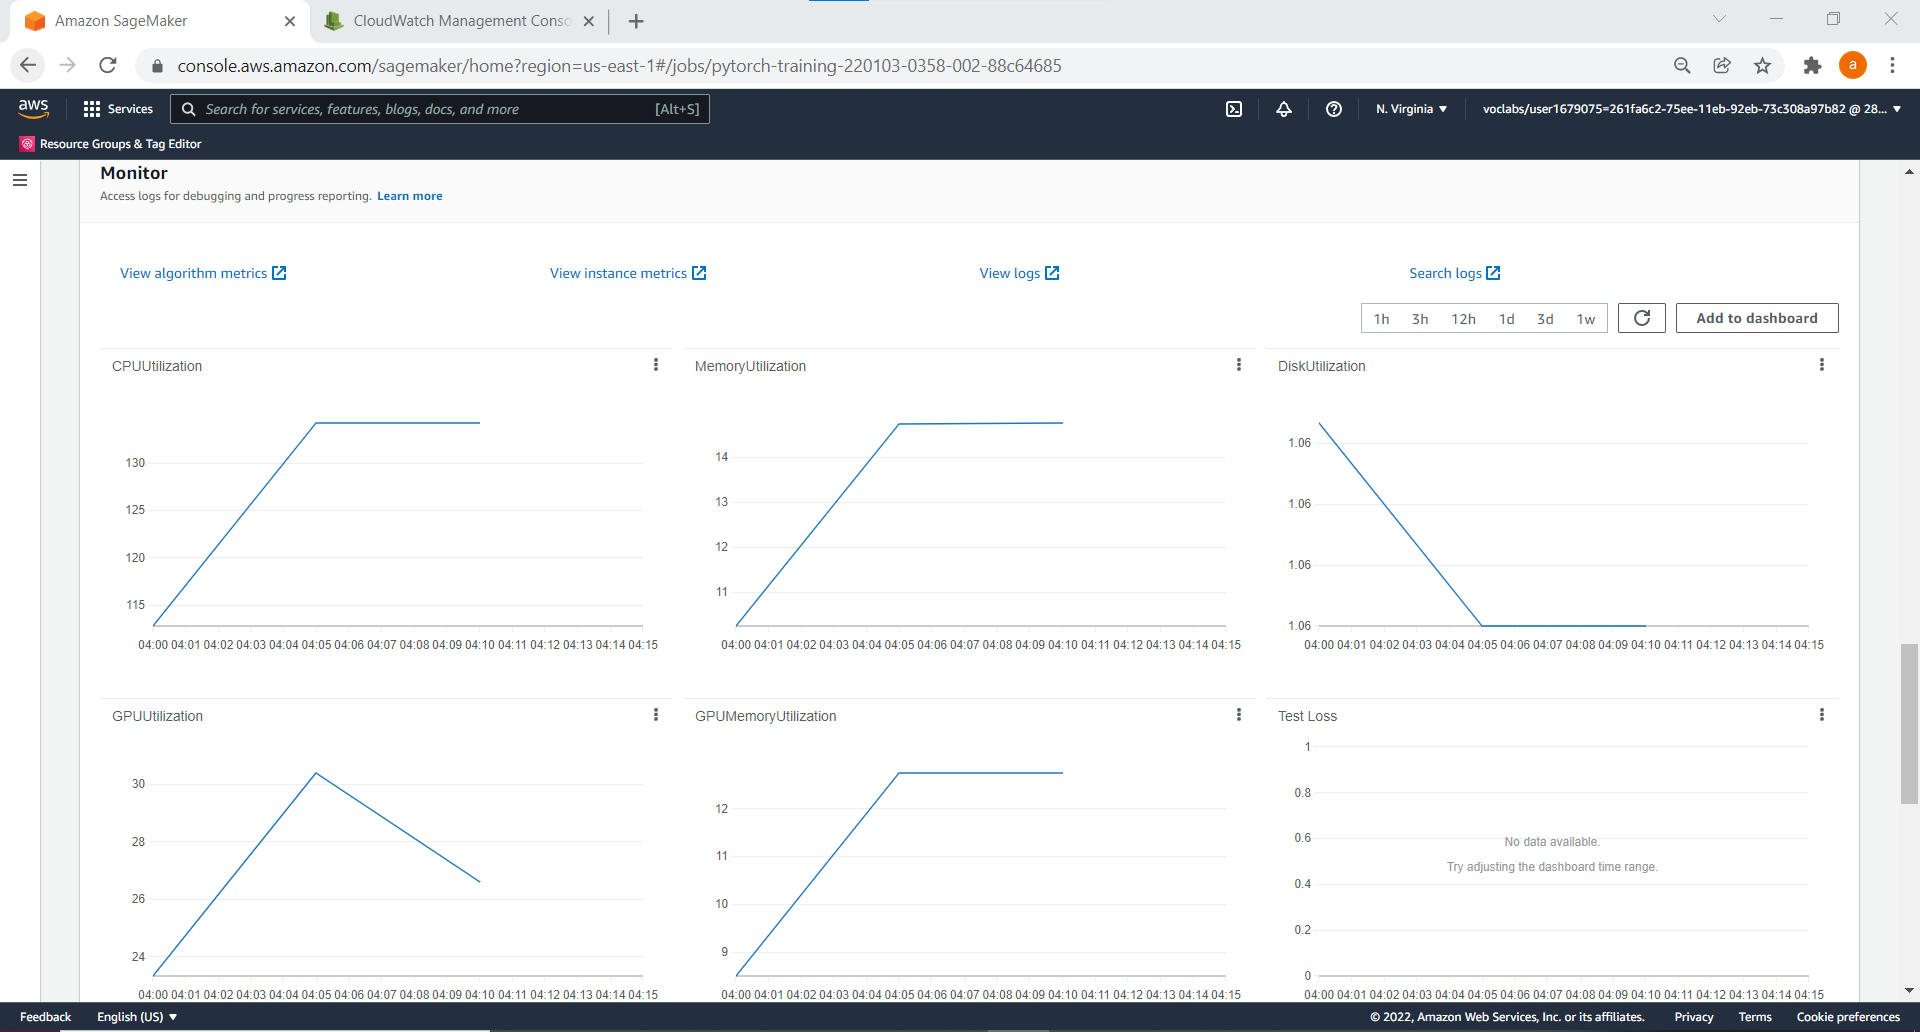 Amazon SageMaker
CloudWatch Management Conso
console.aws.amazon.com/sagemaker/home?region=us-east-1#/jobs/pytorch-training-220103-0358-002-88c64685
a
aws
Services
Search for services, features, blogs, docs, and more
[Alt+S]
N. Virginia
voclabs/user1679075=261fa6c2-75ee-11eb-92eb-73c308a97b82 @ 28...
Resource Groups & Tag Editor
Monitor
Access logs for debugging and progress reporting. Learn more
View algorithm metrics
View instance metrics
View logs
Search logs
1h 3h 12h 1d 3d 1w
Add to dashboard
CPUUtilization
130
125
120
115
04:00 04:01 04:02 04:03 04:04 04:05 04:06 04:07 04:08 04:09 04:10 04:11 04:12 04:13 04:14 04:15
MemoryUtilization
14
13
12
11
04:00 04:01 04:02 04:03 04:04 04:05 04:06 04:07 04:08 04:09 04:10 04:11 04:12 04:13 04:14 04:15
DiskUtilization
1.06
1.06
1.06
1.06
04:00 04:01 04:02 04:03 04:04 04:05 04:06 04:07 04:08 04:09 04:10 04:11 04:12 04:13 04:14 04:15
GPUUtilization
30
28
26
24
04:00 04:01 04:02 04:03 04:04 04:05 04:06 04:07 04:08 04:09 04:10 04:11 04:12 04:13 04:14 04:15
GPUMemoryUtilization
12
11
10
9
04:00 04:01 04:02 04:03 04:04 04:05 04:06 04:07 04:08 04:09 04:10 04:11 04:12 04:13 04:14 04:15
Test Loss
1
0.8
0.6
No data available.
Try adjusting the dashboard time range.
0.4
0.2
0
04:00 04:01 04:02 04:03 04:04 04:05 04:06 04:07 04:08 04:09 04:10 04:11 04:12 04:13 04:14 04:15
Feedback
English (US)
© 2022, Amazon Web Services, Inc. or its affiliates.
Privacy
Terms
Cookie preferences